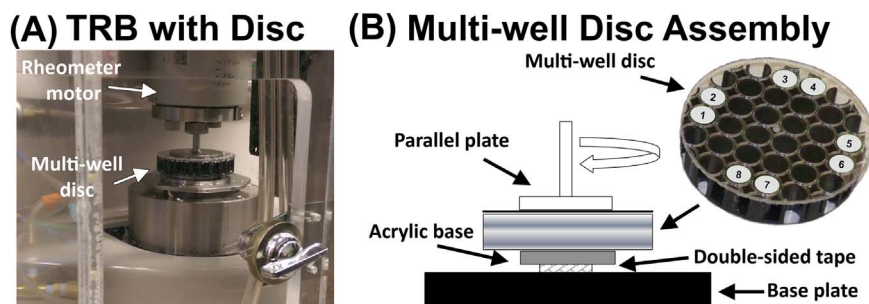 (A) TRB with Disc
Rheometer
motor
Multi-well
disc
(B) Multi-well Disc Assembly
Multi-well disc
Parallel plate
Acrylic base
Double-sided tape
Base plate
1
2
3
4
5
6
7
8